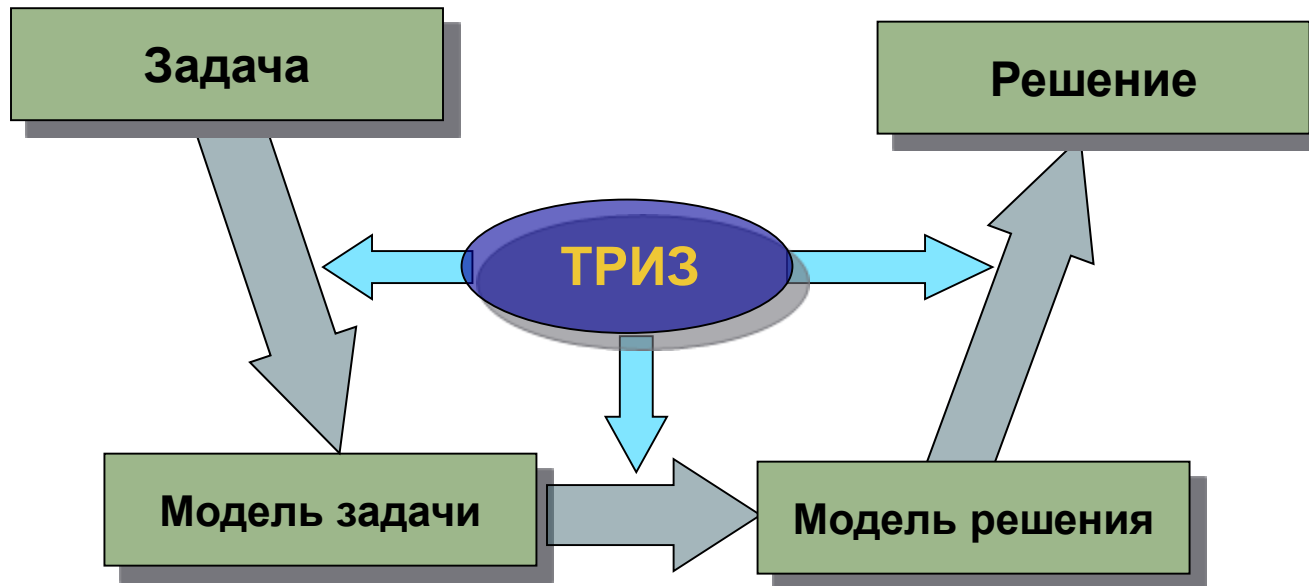 Задача
Решение
ТРИЗ
Модель задачи
Модель решения